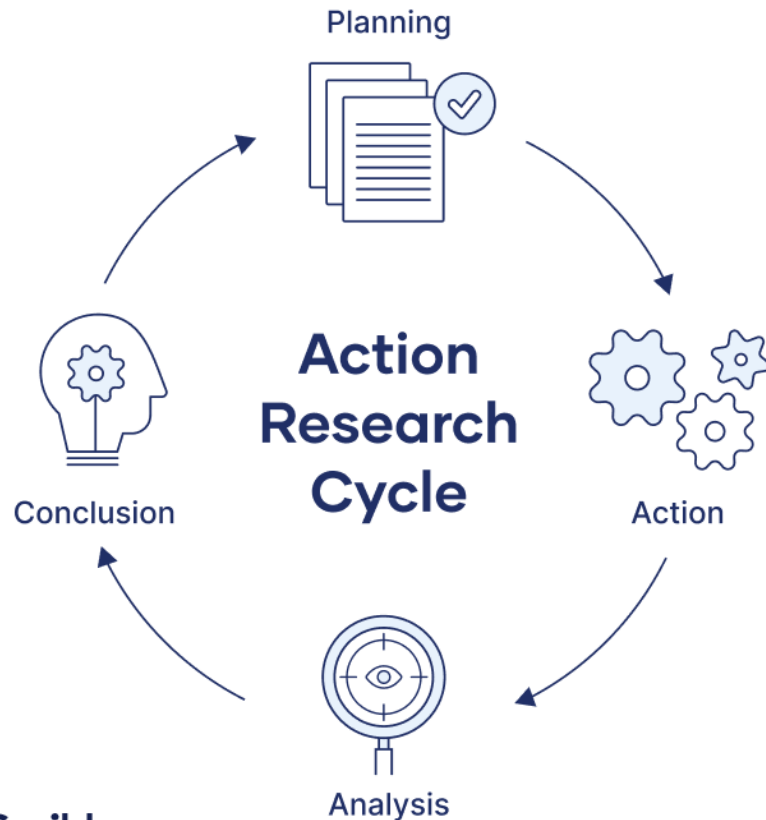 Planning
Action
Research
Cycle
Conclusion
Action
Analysis